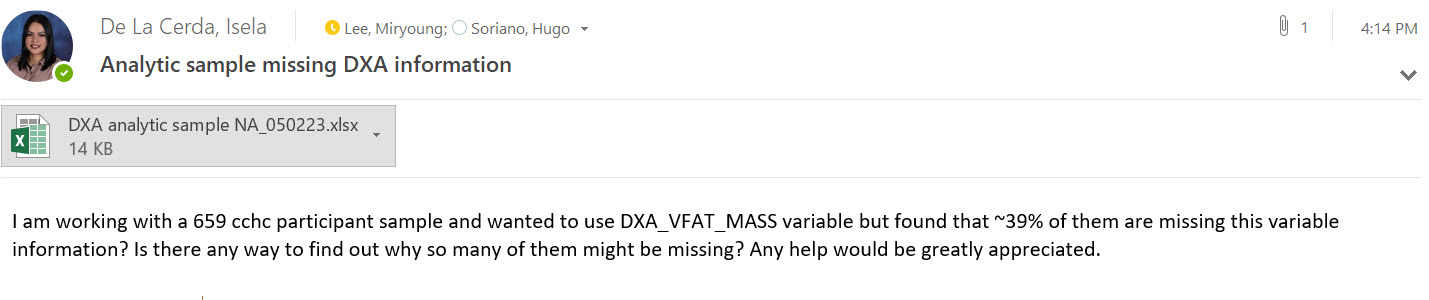 De La Cerda, Isela
Lee, Miryoung; Soriano, Hugo
1
4:14 PM
Analytic sample missing DXA information
DXA analytic sample NA_050223.xlsx
14 KB
I am working with a 659 cchc participant sample and wanted to use DXA_VFAT_MASS variable but found that ~39% of them are missing this variable
information? Is there any way to find out why so many of them might be missing? Any help would be greatly appreciated.